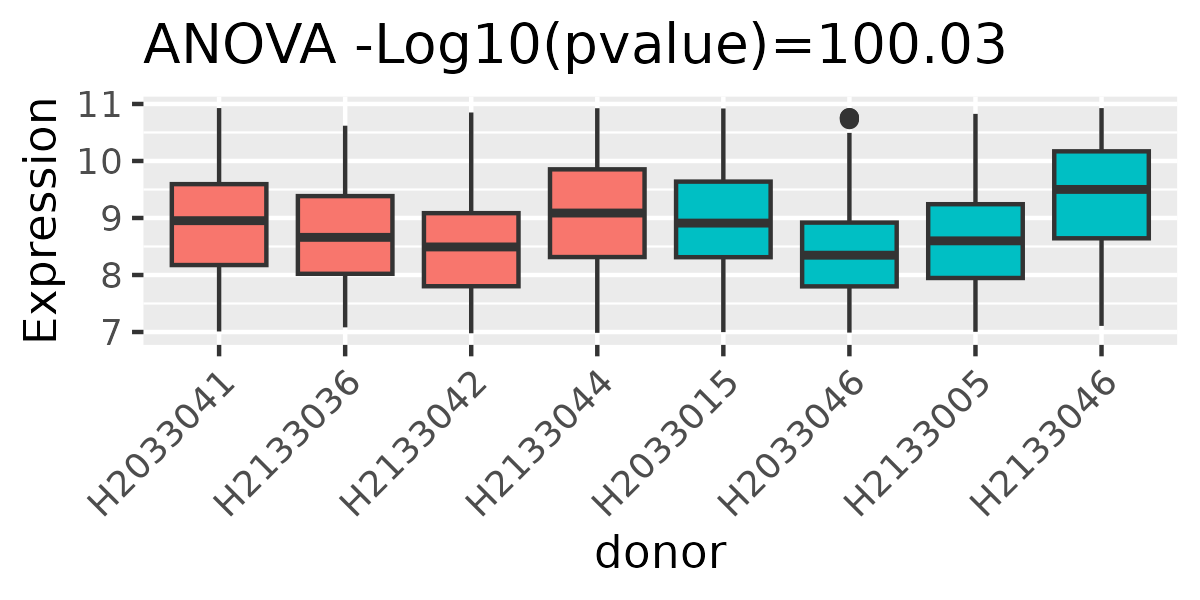 ANOVA -Log10(pvalue)=100.03
Expression
11
10
9
8
7
H2033041
H2133036
H2133042
H2133044
H2033015
H2033046
H2133005
H2133046
donor